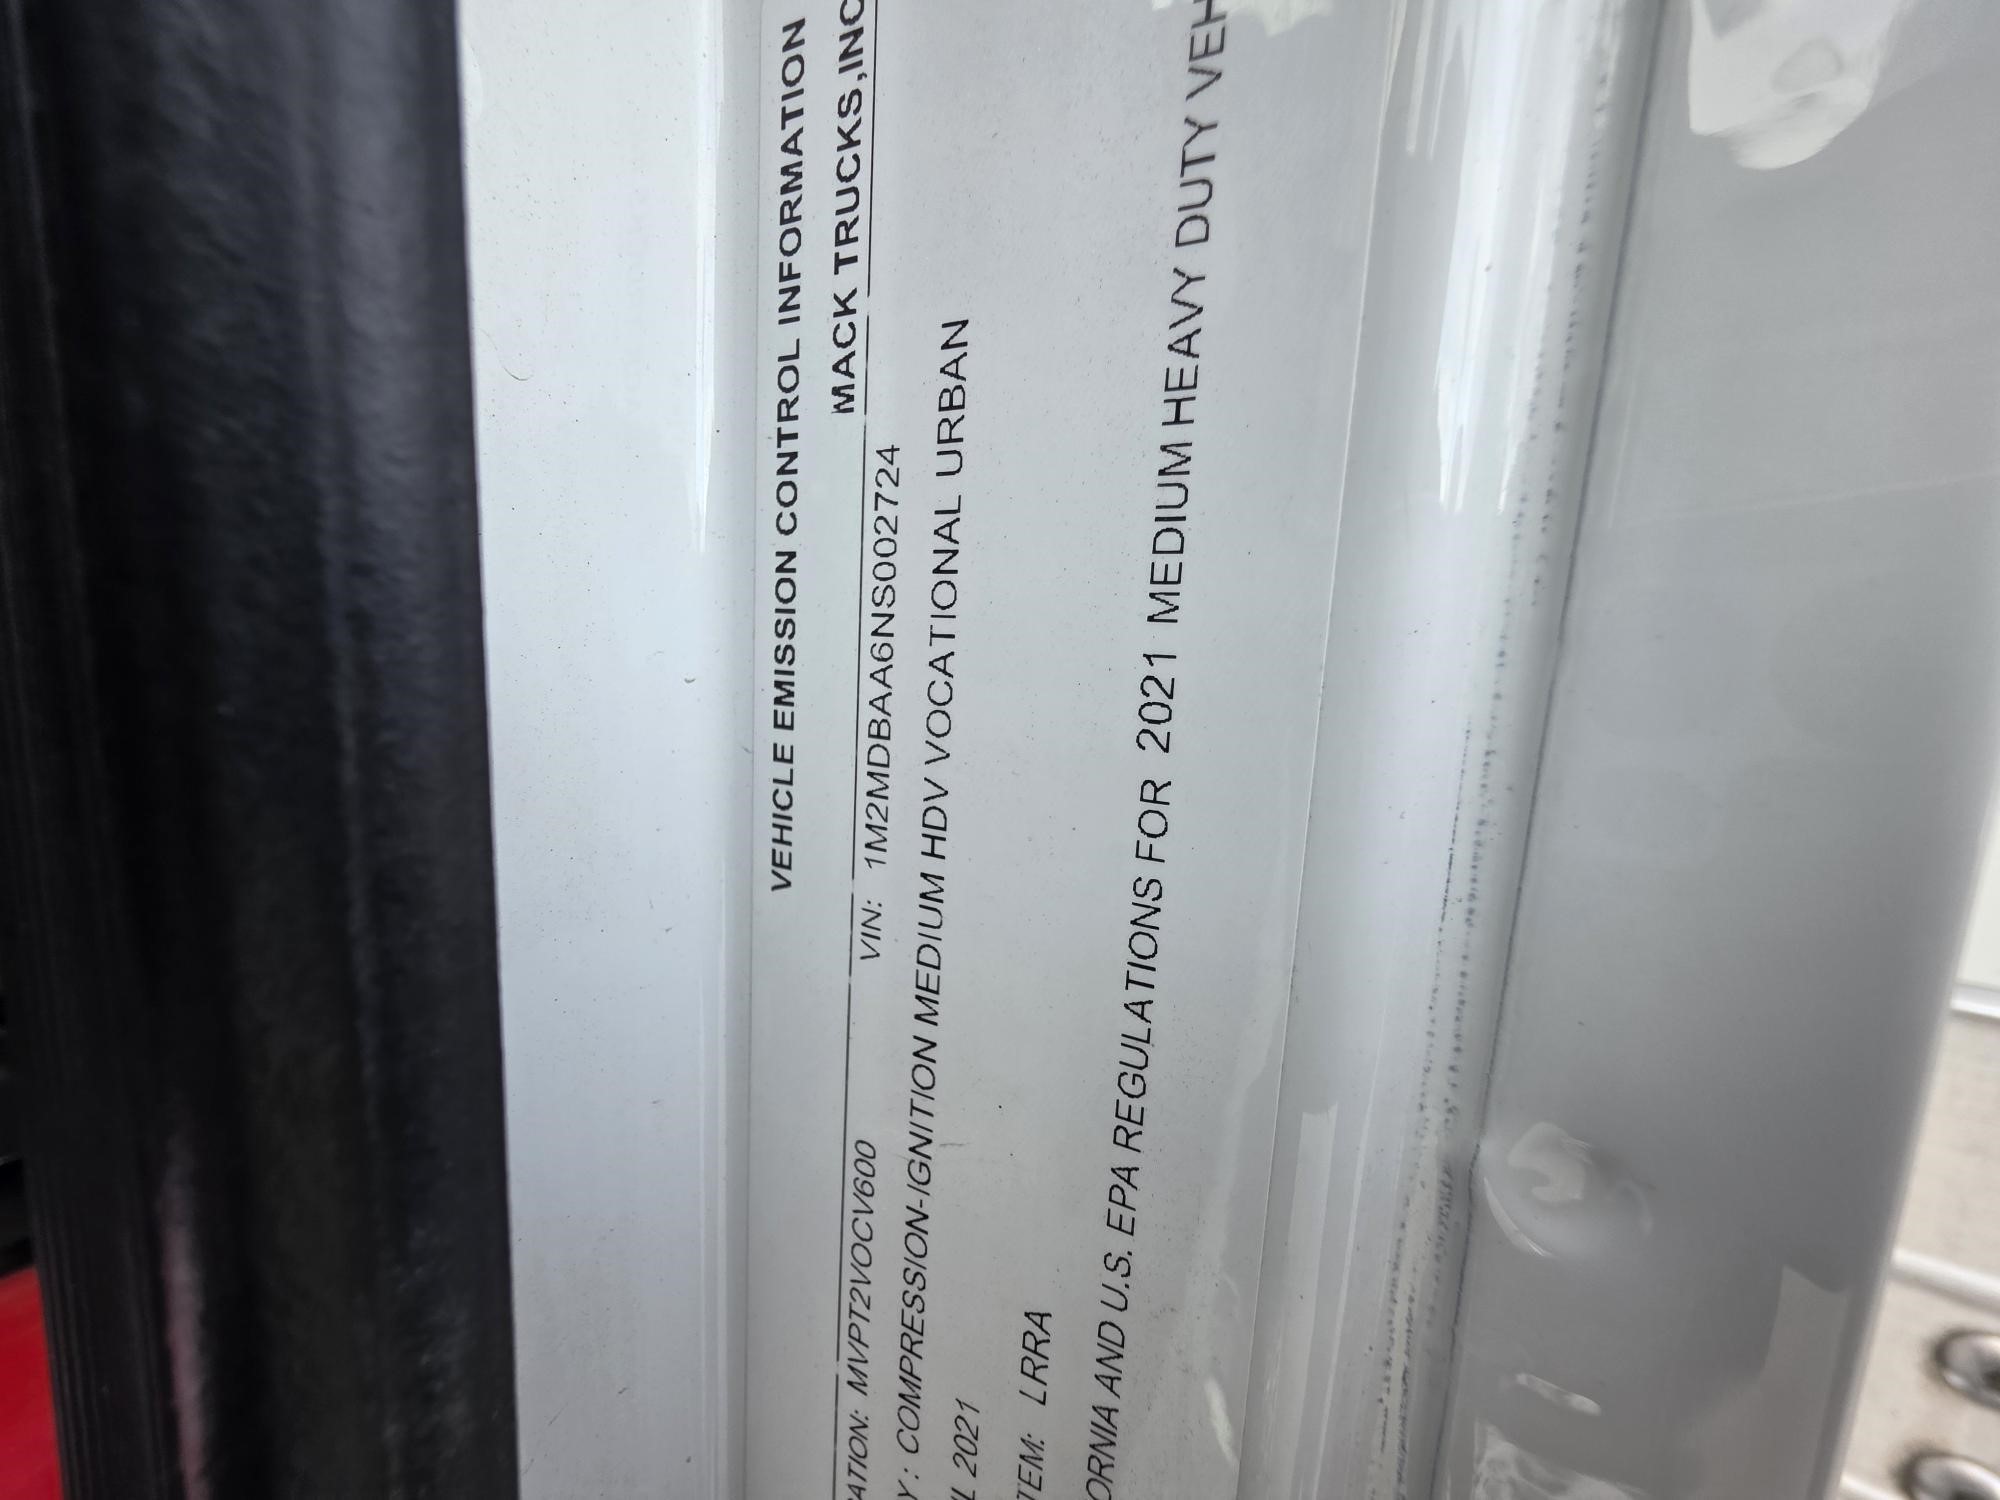 VEHICLE EMISSION CONTROL INFORMATION
MACK TRUCKS,INC
ATION: MVPT2VOCV600 VIN: 1M2MDBAA6NS002724
Y: COMPRESSION-IGNITION MEDIUM HDV VOCATIONAL URBAN
L 2021
TEM: LRRA
ORNIA AND U.S. EPA REGULATIONS FOR 2021 MEDIUM HEAVY DUTY VEH